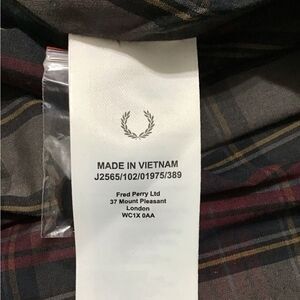 MADE IN VIETNAM
J2565/102/01975/389
Fred Perry Ltd
37 Mount Pleasant
London
WC1X 0AA